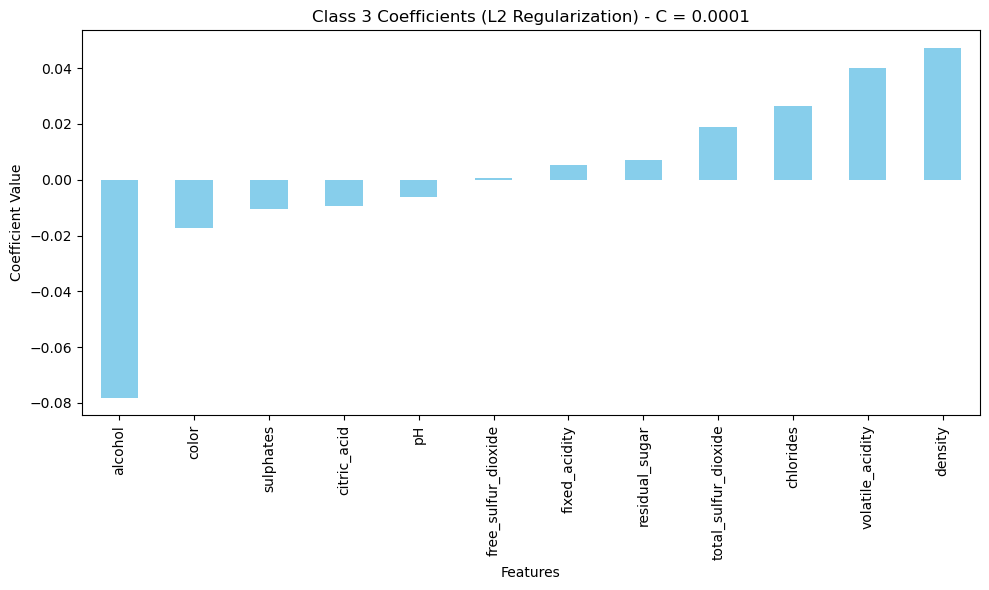 Class 3 Coefficients (L2 Regularization) - C = 0.0001
Coefficient Value
0.04
0.02
0.00
−0.02
−0.04
−0.06
−0.08
alcohol
color
sulphates
citric_acid
pH
free_sulfur_dioxide
fixed_acidity
residual_sugar
total_sulfur_dioxide
chlorides
volatile_acidity
density
Features